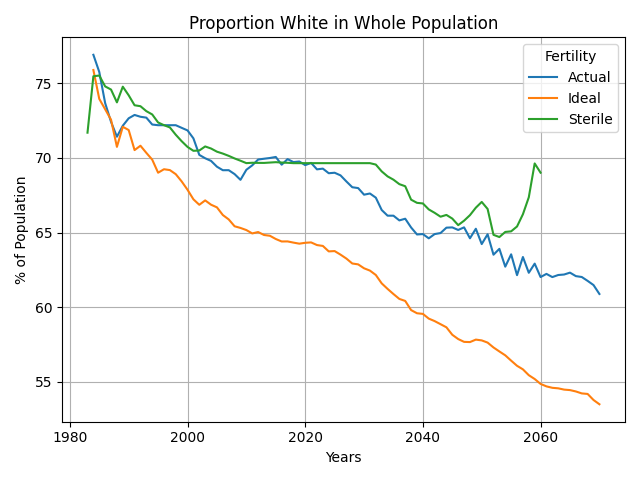 Proportion White in Whole Population
Fertility
Actual
Ideal
Sterile
% of Population
75
70
65
60
55
1980
2000
2020
2040
2060
Years